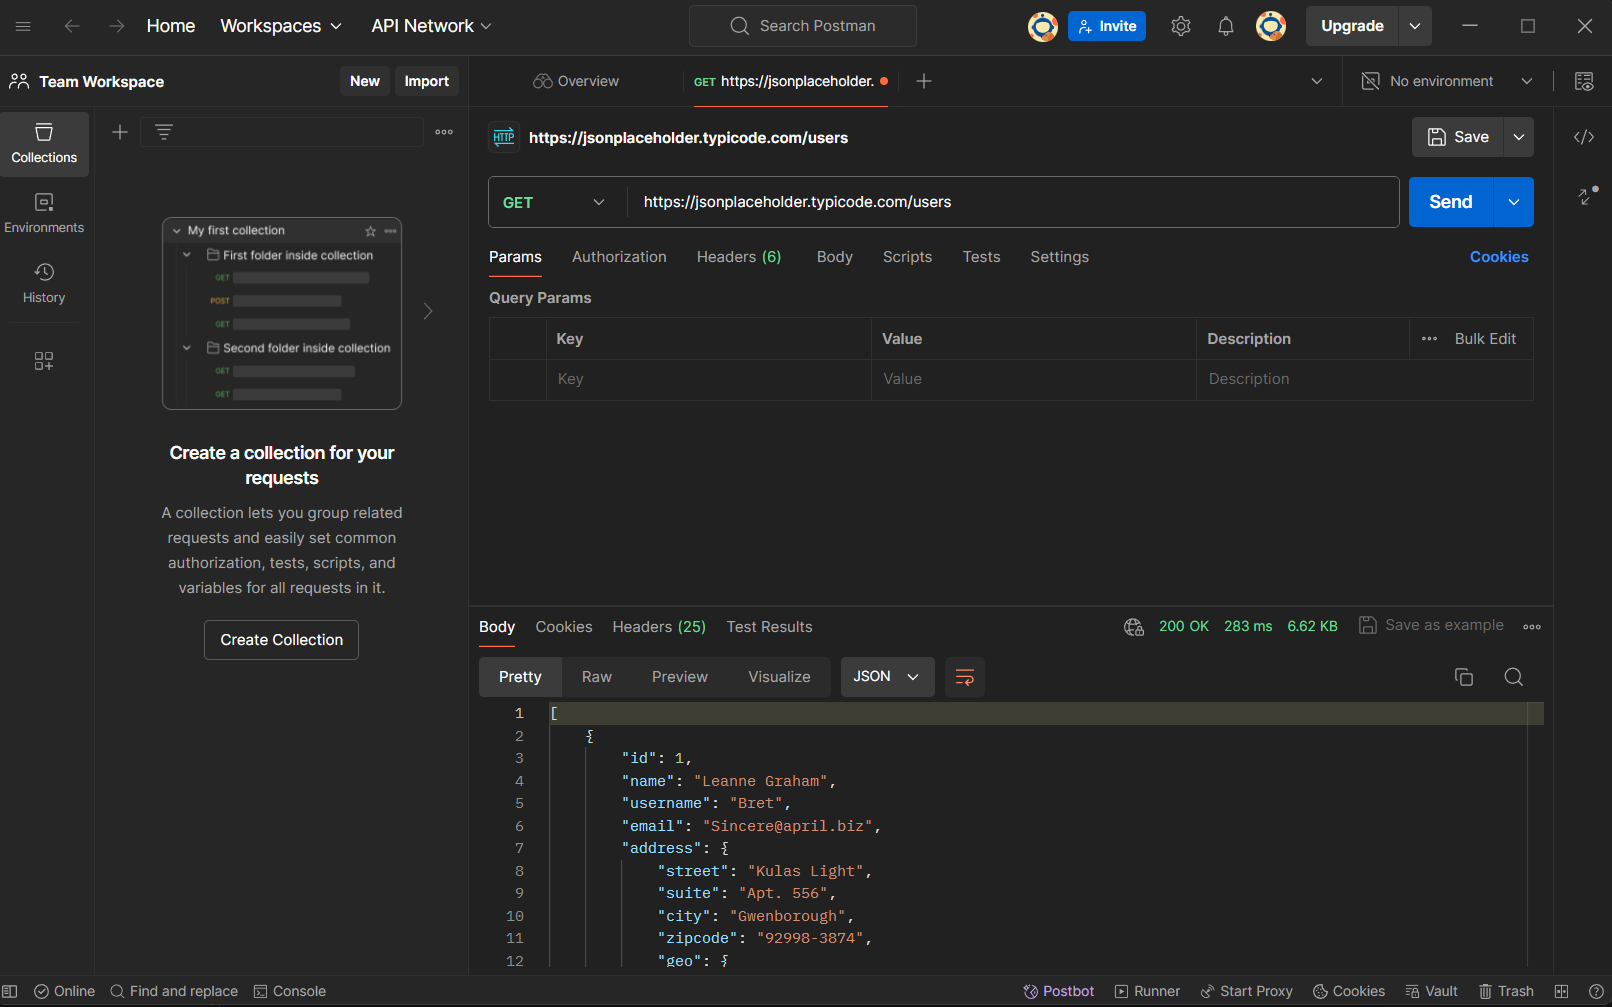 Home
Workspaces
API Network
Search Postman
Invite
Upgrade
Team Workspace
New
Import
Overview
GET https://jsonplaceholder.
No environment
Collections
Environments
History
My first collection
First folder inside collection
GET
POST
GET
Second folder inside collection
GET
GET
Create a collection for your
requests
A collection lets you group related
requests and easily set common
authorization, tests, scripts, and
variables for all requests in it.
Create Collection
HTTP
https://jsonplaceholder.typicode.com/users
Save
GET
https://jsonplaceholder.typicode.com/users
Send
Params
Authorization
Headers (6)
Body
Scripts
Tests
Settings
Cookies
Query Params
Key
Value
Description
Bulk Edit
Key
Value
Description
Body
Cookies
Headers (25)
Test Results
200 OK
283 ms
6.62 KB
Save as example
Pretty
Raw
Preview
Visualize
JSON
1 [
2 {
3 "id": 1,
4 "name": "Leanne Graham",
5 "username": "Bret",
6 "email": "Sincere@april.biz",
7 "address": {
8 "street": "Kulas Light",
9 "suite": "Apt. 556",
10 "city": "Gwenborough",
11 "zipcode": "92998-3874",
12 "geo": {
Online
Find and replace
Console
Postbot
Runner
Start Proxy
Cookies
Vault
Trash